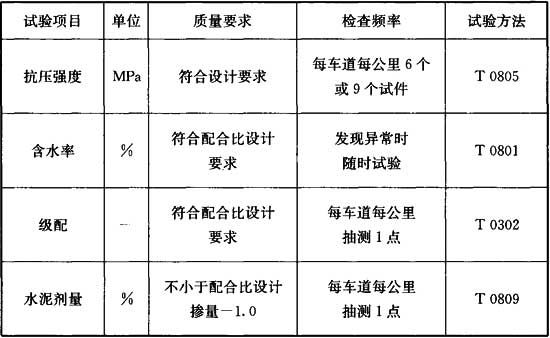 试验项目 单位 质量要求 检查频率 试验方法
抗压强度 MPa 符合设计要求 每车道每公里6个
或9个试件 T 0805
含水率 % 符合配合比设计
要求 发现异常时
随时试验 T 0801
级配 — 符合配合比设计
要求 每车道每公里
抽测1点 T 0302
水泥剂量 % 不小于配合比设计
掺量－1.0 每车道每公里
抽测1点 T 0809